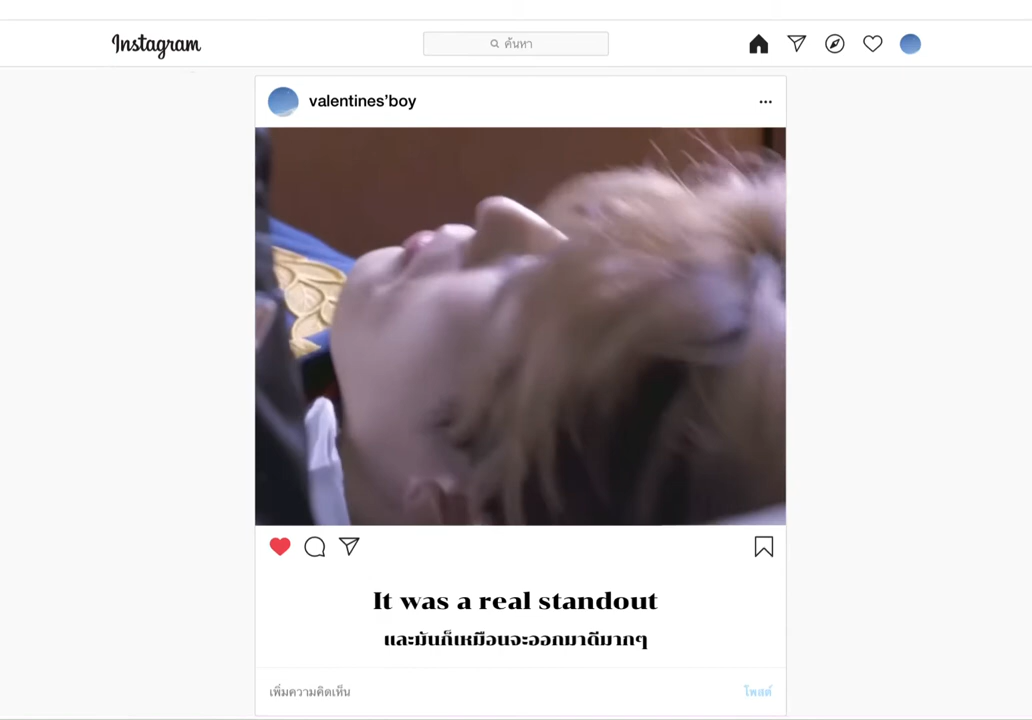 Instagram
ค้นหา
valentines’boy
It was a real standout
และมันก็เหมือนจะออกมาดีมากๆ
เพิ่มความคิดเห็น
โพสต์